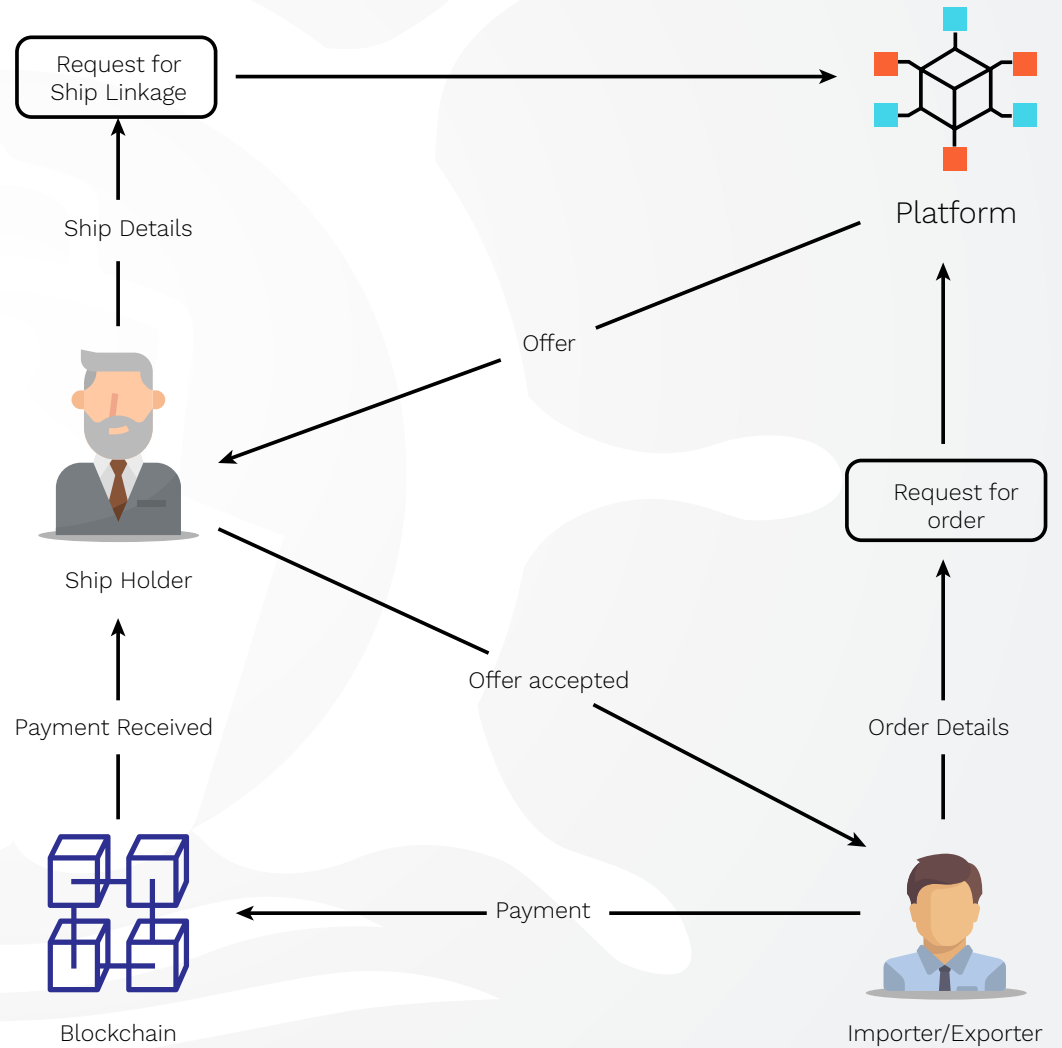 Request for
Ship Linkage
Platform
Ship Details
Offer
Request for
order
Ship Holder
Offer accepted
Payment Received
Order Details
Payment
Blockchain
Importer/Exporter